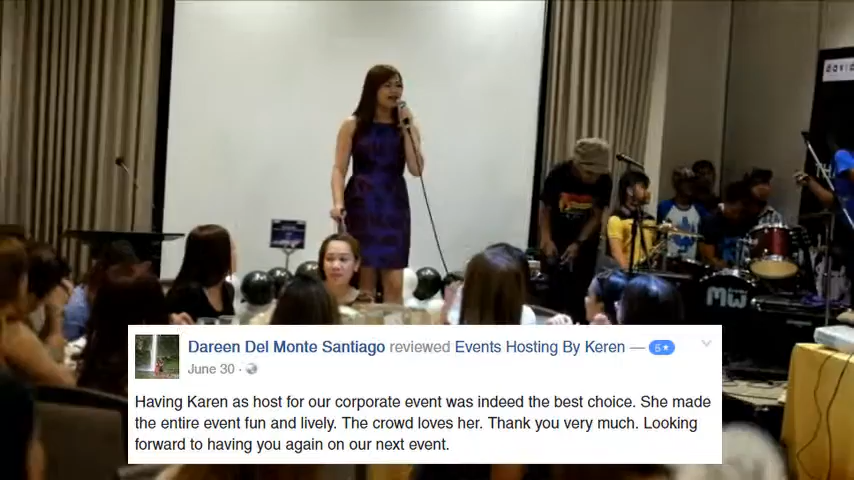 Dareen Del Monte Santiago reviewed Events Hosting By Keren — 5★
June 30 ·
Having Karen as host for our corporate event was indeed the best choice. She made
the entire event fun and lively. The crowd loves her. Thank you very much. Looking
forward to having you again on our next event.
MW